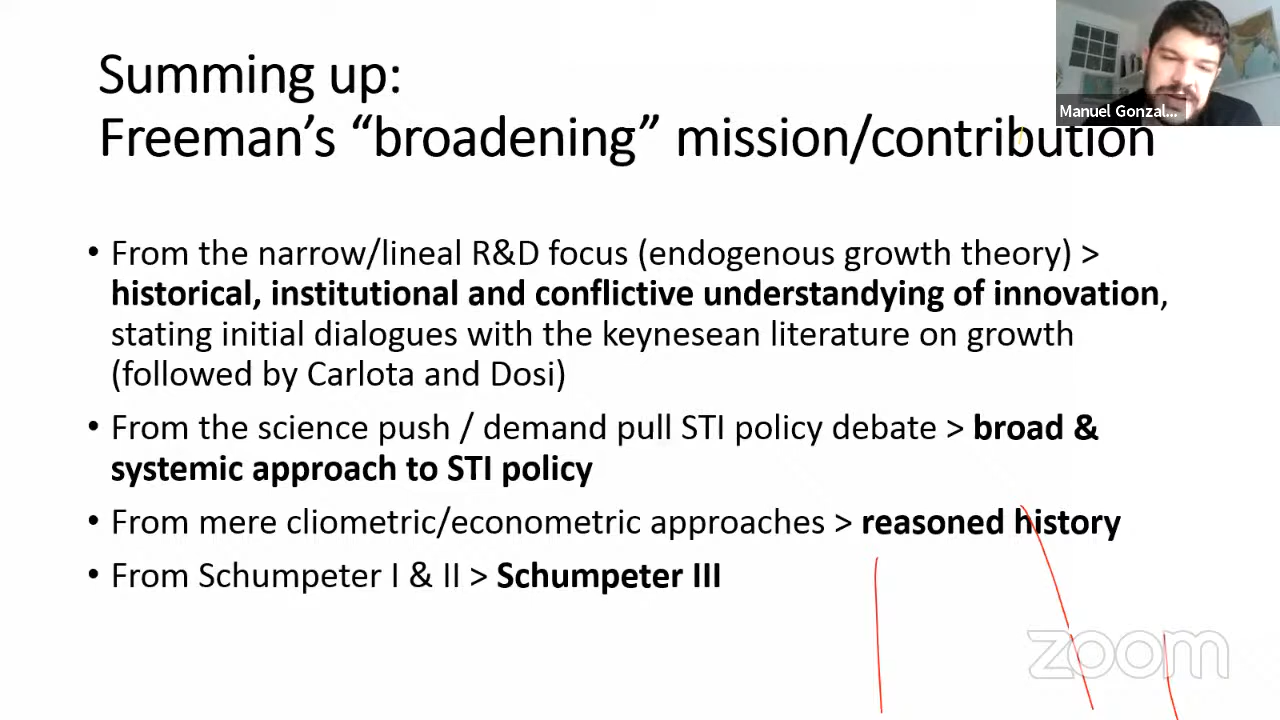 Summing up:
Manuel Gonzal...
Freeman’s “broadening” mission/contribution
• From the narrow/lineal R&D focus (endogenous growth theory) >
historical, institutional and conflictive understandying of innovation,
stating initial dialogues with the keynesean literature on growth
(followed by Carlota and Dosi)
• From the science push / demand pull STI policy debate > broad &
systemic approach to STI policy
• From mere cliometric/econometric approaches > reasoned history
• From Schumpeter I & II > Schumpeter III
zoom